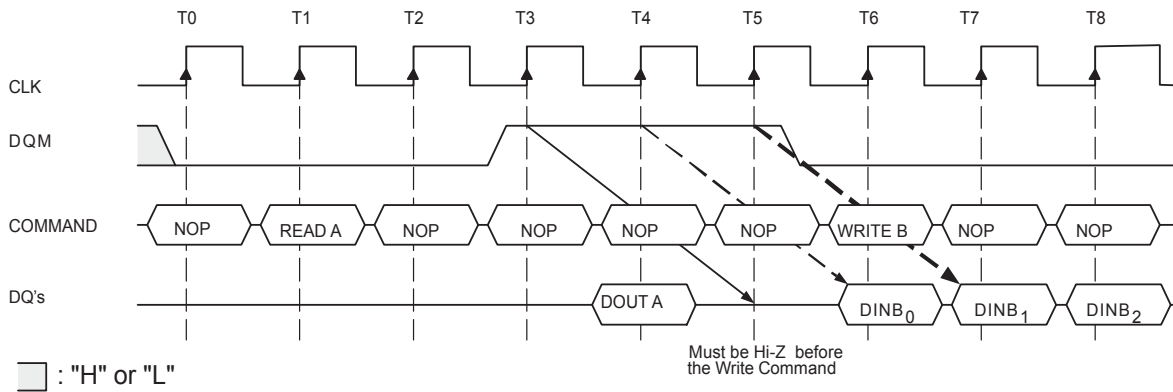 T0 T1 T2 T3 T4 T5 T6 T7 T8
CLK
DQM
COMMAND NOP READ A NOP NOP NOP NOP WRITE B NOP NOP
DQ's DOUT A DINB0 DINB1 DINB2
Must be Hi-Z before
the Write Command
: "H" or "L"